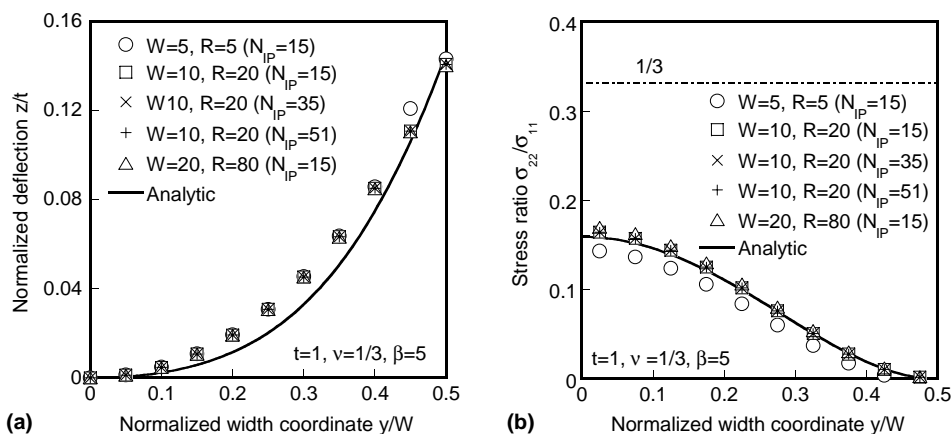 0.16
0.12
0.08
0.04
0
Normalized deflection z/t
W=5, R=5 (N_IP=15)
W=10, R=20 (N_IP=15)
W10, R=20 (N_IP=35)
W=10, R=20 (N_IP=51)
W=20, R=80 (N_IP=15)
Analytic
t=1, ν=1/3, β=5
0 0.1 0.2 0.3 0.4 0.5
(a) Normalized width coordinate y/W
0.4
0.3
0.2
0.1
0
Stress ratio σ22/σ11
1/3
W=5, R=5 (N_IP=15)
W=10, R=20 (N_IP=15)
W=10, R=20 (N_IP=35)
W=10, R=20 (N_IP=51)
W=20, R=80 (N_IP=15)
Analytic
t=1, ν =1/3, β=5
0 0.1 0.2 0.3 0.4 0.5
(b) Normalized width coordinate y/W